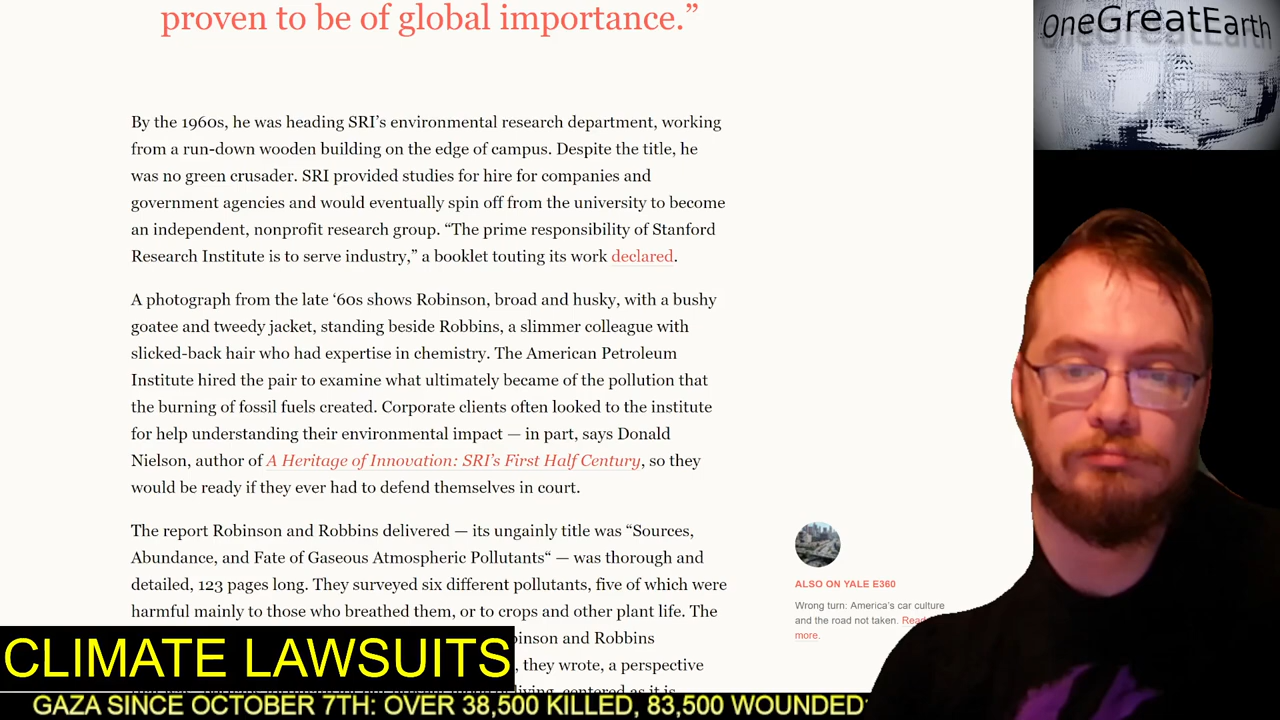 proven to be of global importance.”
OneGreatEarth
By the 1960s, he was heading SRI’s environmental research department, working
from a run-down wooden building on the edge of campus. Despite the title, he
was no green crusader. SRI provided studies for hire for companies and
government agencies and would eventually spin off from the university to become
an independent, nonprofit research group. “The prime responsibility of Stanford
Research Institute is to serve industry,” a booklet touting its work declared.
A photograph from the late ‘60s shows Robinson, broad and husky, with a bushy
goatee and tweedy jacket, standing beside Robbins, a slimmer colleague with
slicked-back hair who had expertise in chemistry. The American Petroleum
Institute hired the pair to examine what ultimately became of the pollution that
the burning of fossil fuels created. Corporate clients often looked to the institute
for help understanding their environmental impact — in part, says Donald
Nielson, author of A Heritage of Innovation: SRI’s First Half Century, so they
would be ready if they ever had to defend themselves in court.
The report Robinson and Robbins delivered — its ungainly title was “Sources,
Abundance, and Fate of Gaseous Atmospheric Pollutants“ — was thorough and
detailed, 123 pages long. They surveyed six different pollutants, five of which were
harmful mainly to those who breathed them, or to crops and other plant life. The
binson and Robbins
, they wrote, a perspective
living, centered as it is
ALSO ON YALE E360
Wrong turn: America’s car culture
and the road not taken. Read
more.
CLIMATE LAWSUITS
GAZA SINCE OCTOBER 7TH: OVER 38,500 KILLED, 83,500 WOUNDED